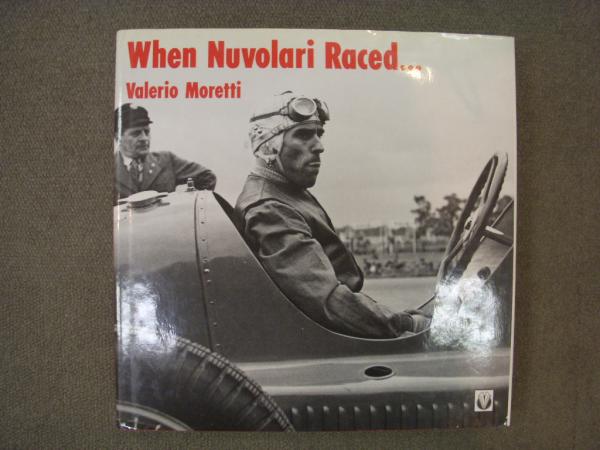 When Nuvolari Raced...
Valerio Moretti